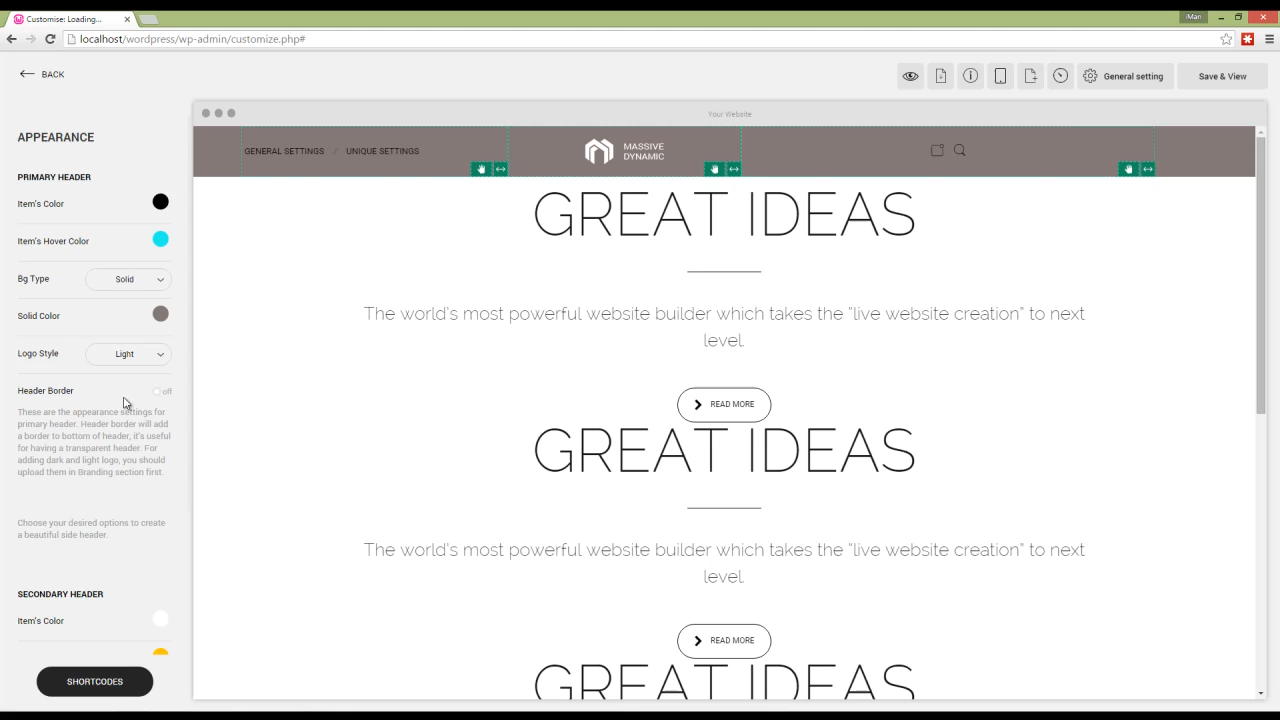 Customise: Loading...
iMan
localhost/wordpress/wp-admin/customize.php#
BACK
General setting
Save & View
Your Website
APPEARANCE
PRIMARY HEADER
Item's Color
Item's Hover Color
Bg Type
Solid
Solid Color
Logo Style
Light
Header Border
off
These are the appearance settings for
primary header. Header border will add
a border to bottom of header, it's useful
for having a transparent header. For
adding dark and light logo, you should
upload them in Branding section first.
Choose your desired options to create
a beautiful side header.
SECONDARY HEADER
Item's Color
SHORTCODES
GENERAL SETTINGS / UNIQUE SETTINGS
MASSIVE
DYNAMIC
GREAT IDEAS
The world's most powerful website builder which takes the "live website creation" to next
level.
READ MORE
GREAT IDEAS
The world's most powerful website builder which takes the "live website creation" to next
level.
READ MORE
GREAT IDEAS